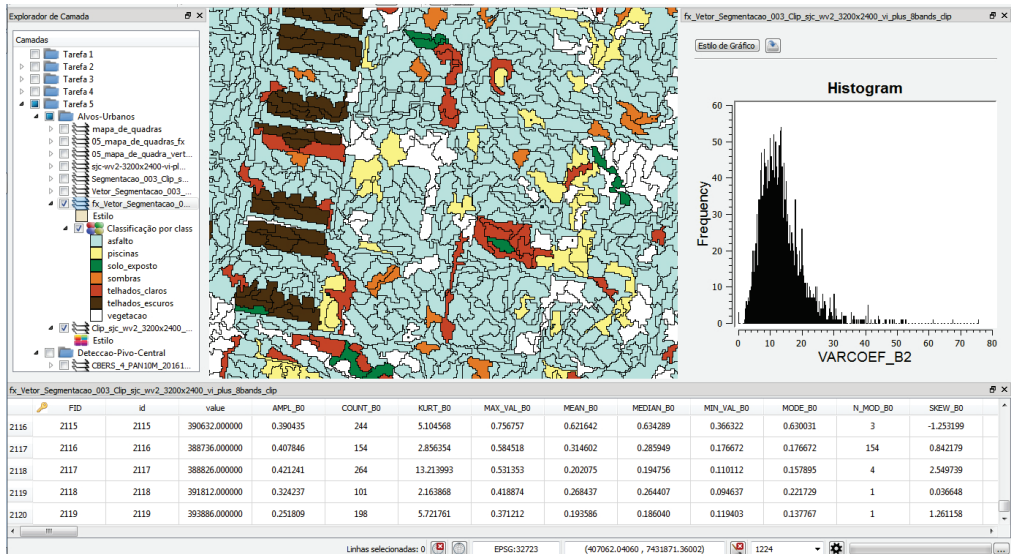 Explorador de Camada
Camadas
Tarefa 1
Tarefa 2
Tarefa 3
Tarefa 4
Tarefa 5
Alvos-Urbanos
mapa_de_quadras
05_mapa_de_quadras_fx
05_mapa_de_quadra_vert...
sjc-wv2-3200x2400-vi-pl...
Segmentacao_003_Clip_s...
Vetor_Segmentacao_003_...
fx_Vetor_Segmentacao_0...
Estilo
Classificação por class
asfalto
piscinas
solo_exposto
sombras
telhados_claros
telhados_escuros
vegetacao
Clip_sjc_wv2_3200x2400_...
Estilo
Deteccao-Pivo-Central
CBERS_4_PAN10M_20161...
fx_Vetor_Segmentacao_003_Clip_sjc_wv2_3200x2400_vi_plus_8bands_clip
Estilo de Gráfico
Histogram
Frequency
60
50
40
30
20
10
0
0 10 20 30 40 50 60 70 80
VARCOEF_B2
fx_Vetor_Segmentacao_003_Clip_sjc_wv2_3200x2400_vi_plus_8bands_clip
FID id value AMPL_B0 COUNT_B0 KURT_B0 MAX_VAL_B0 MEAN_B0 MEDIAN_B0 MIN_VAL_B0 MODE_B0 N_MOD_B0 SKEW_B0
2116 2115 2115 390632.000000 0.390435 244 5.104568 0.756757 0.621642 0.634289 0.366322 0.630031 3 -1.253199
2117 2116 2116 388736.000000 0.407846 154 2.856354 0.584518 0.314602 0.285949 0.176672 0.176672 154 0.842179
2118 2117 2117 388826.000000 0.421241 264 13.213993 0.531353 0.202075 0.194756 0.110112 0.157895 4 2.549739
2119 2118 2118 391812.000000 0.324237 101 2.163868 0.418874 0.268437 0.264407 0.094637 0.221729 1 0.036648
2120 2119 2119 393886.000000 0.251809 198 5.721761 0.371212 0.193586 0.186040 0.119403 0.137767 1 1.261158
Linhas selecionadas: 0 EPSG:32723 (407062.04060 , 7431871.36002) 1224